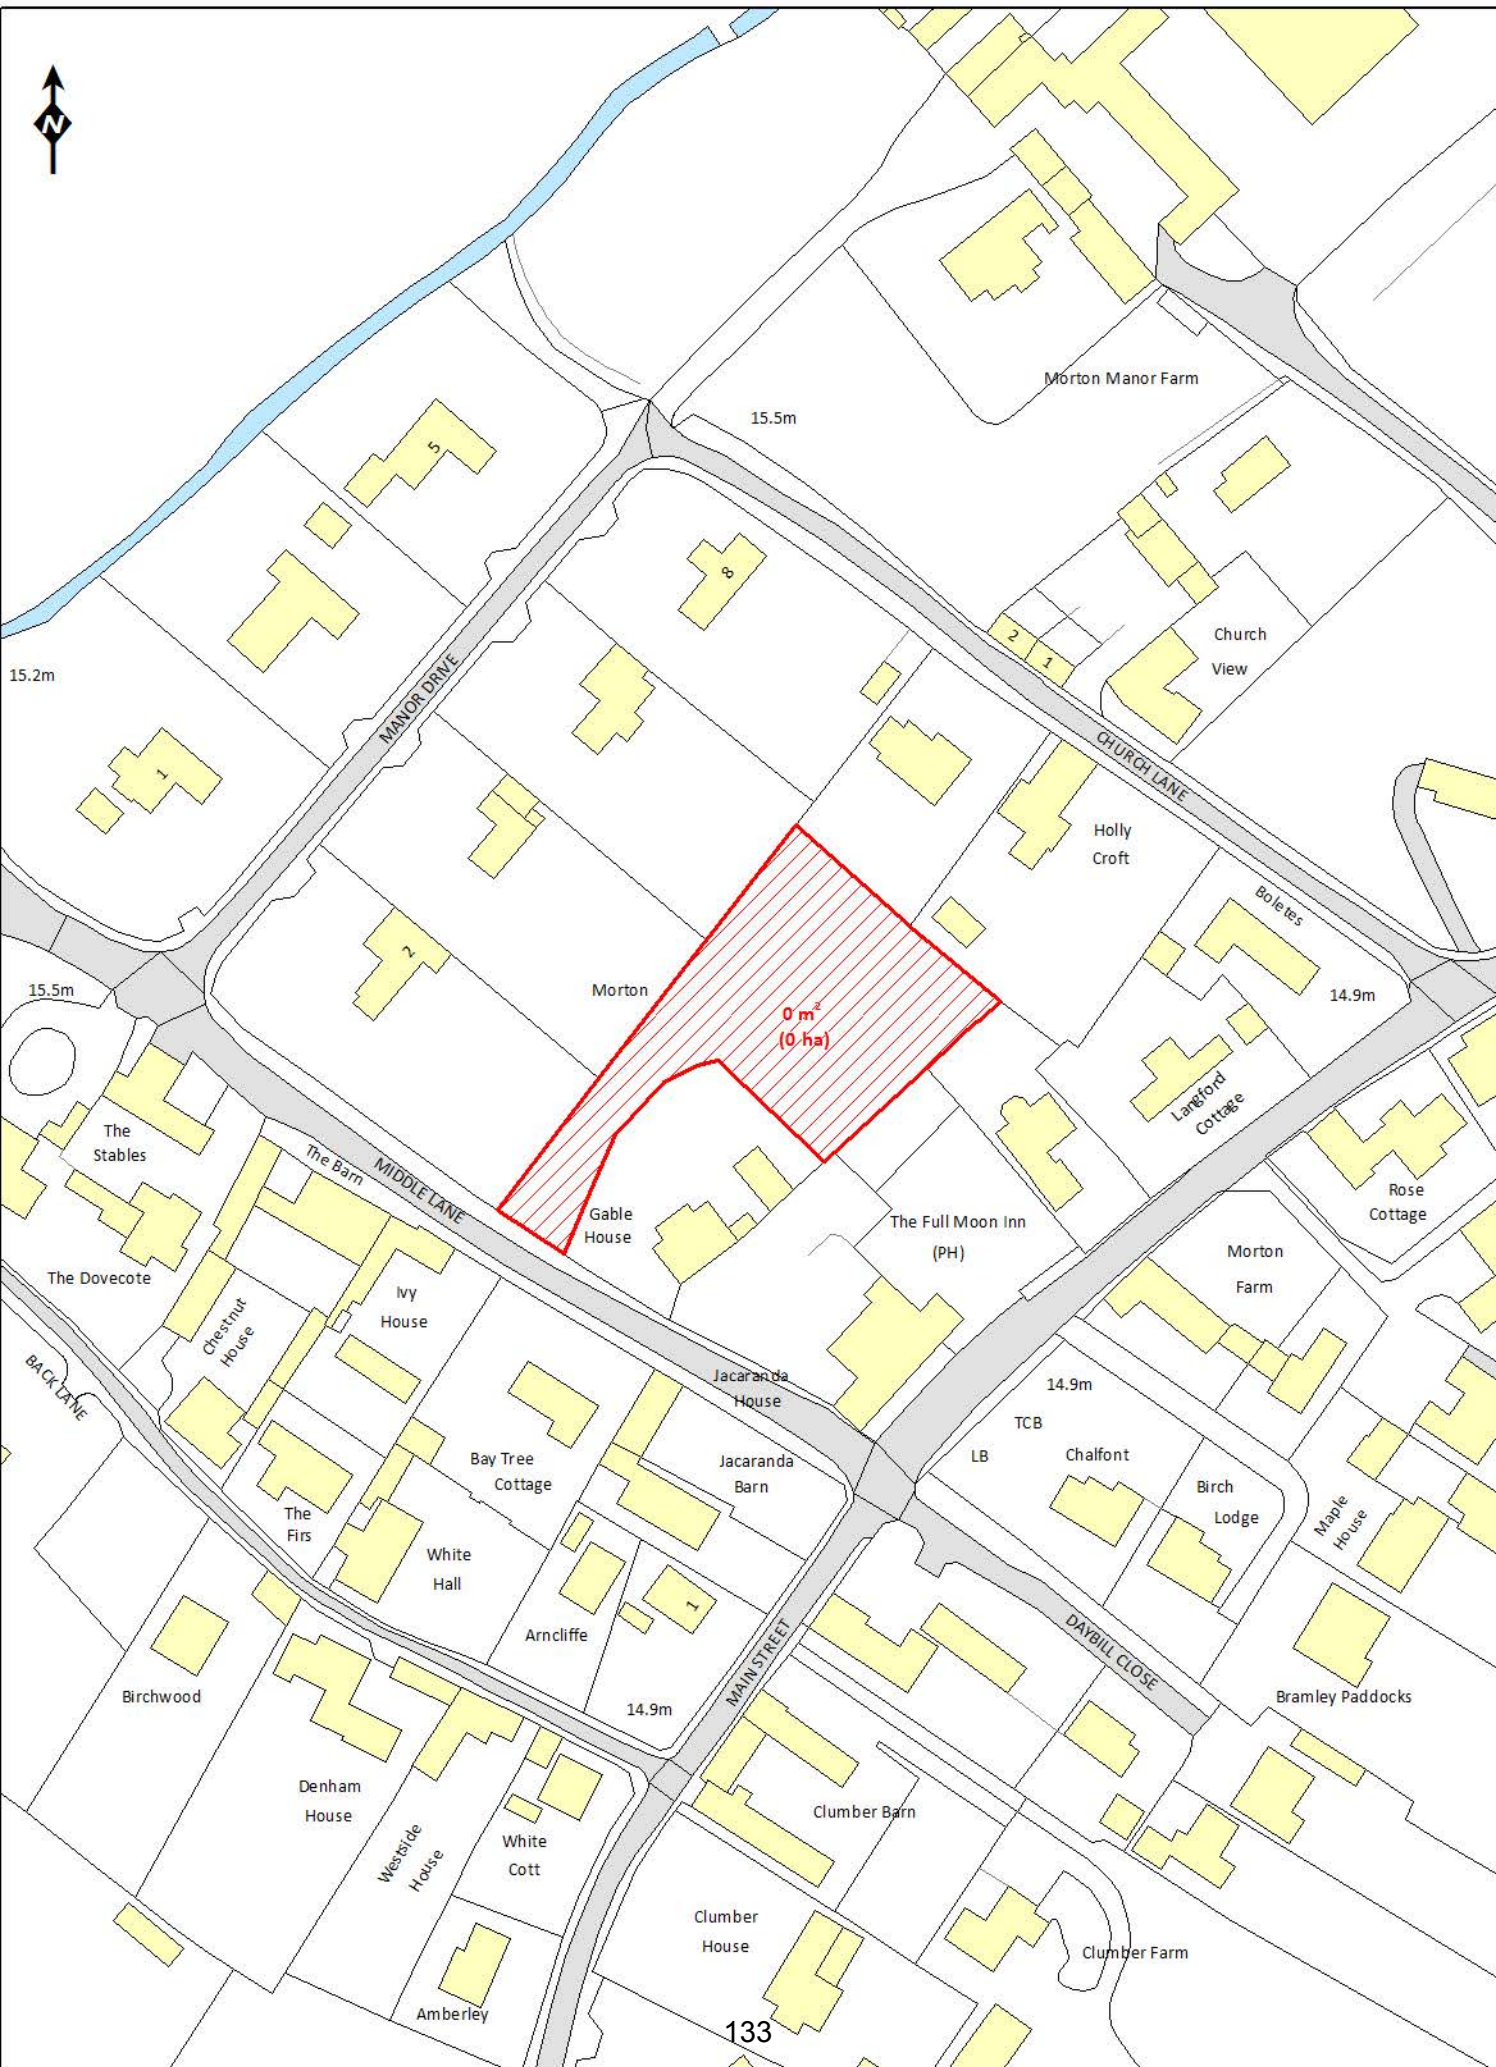 N
15.5m
Morton Manor Farm
5
8
2
1
Church
View
15.2m
MANOR DRIVE
1
CHURCH LANE
Holly
Croft
Boletes
2
15.5m
Morton
14.9m
0 m²
(0 ha)
Langford
Cottage
The
Stables
The Barn
MIDDLE LANE
Gable
House
The Full Moon Inn
(PH)
Rose
Cottage
Morton
Farm
The Dovecote
Ivy
House
Chestnut
House
BACK LANE
Jacaranda
House
14.9m
TCB
LB
Chalfont
Bay Tree
Cottage
Jacaranda
Barn
Birch
Lodge
Maple
House
The
Firs
White
Hall
1
Arncliffe
MAIN STREET
DAYBILL CLOSE
Birchwood
14.9m
Bramley Paddocks
Denham
House
Clumber Barn
Westside
House
White
Cott
Clumber
House
Clumber Farm
Amberley
133